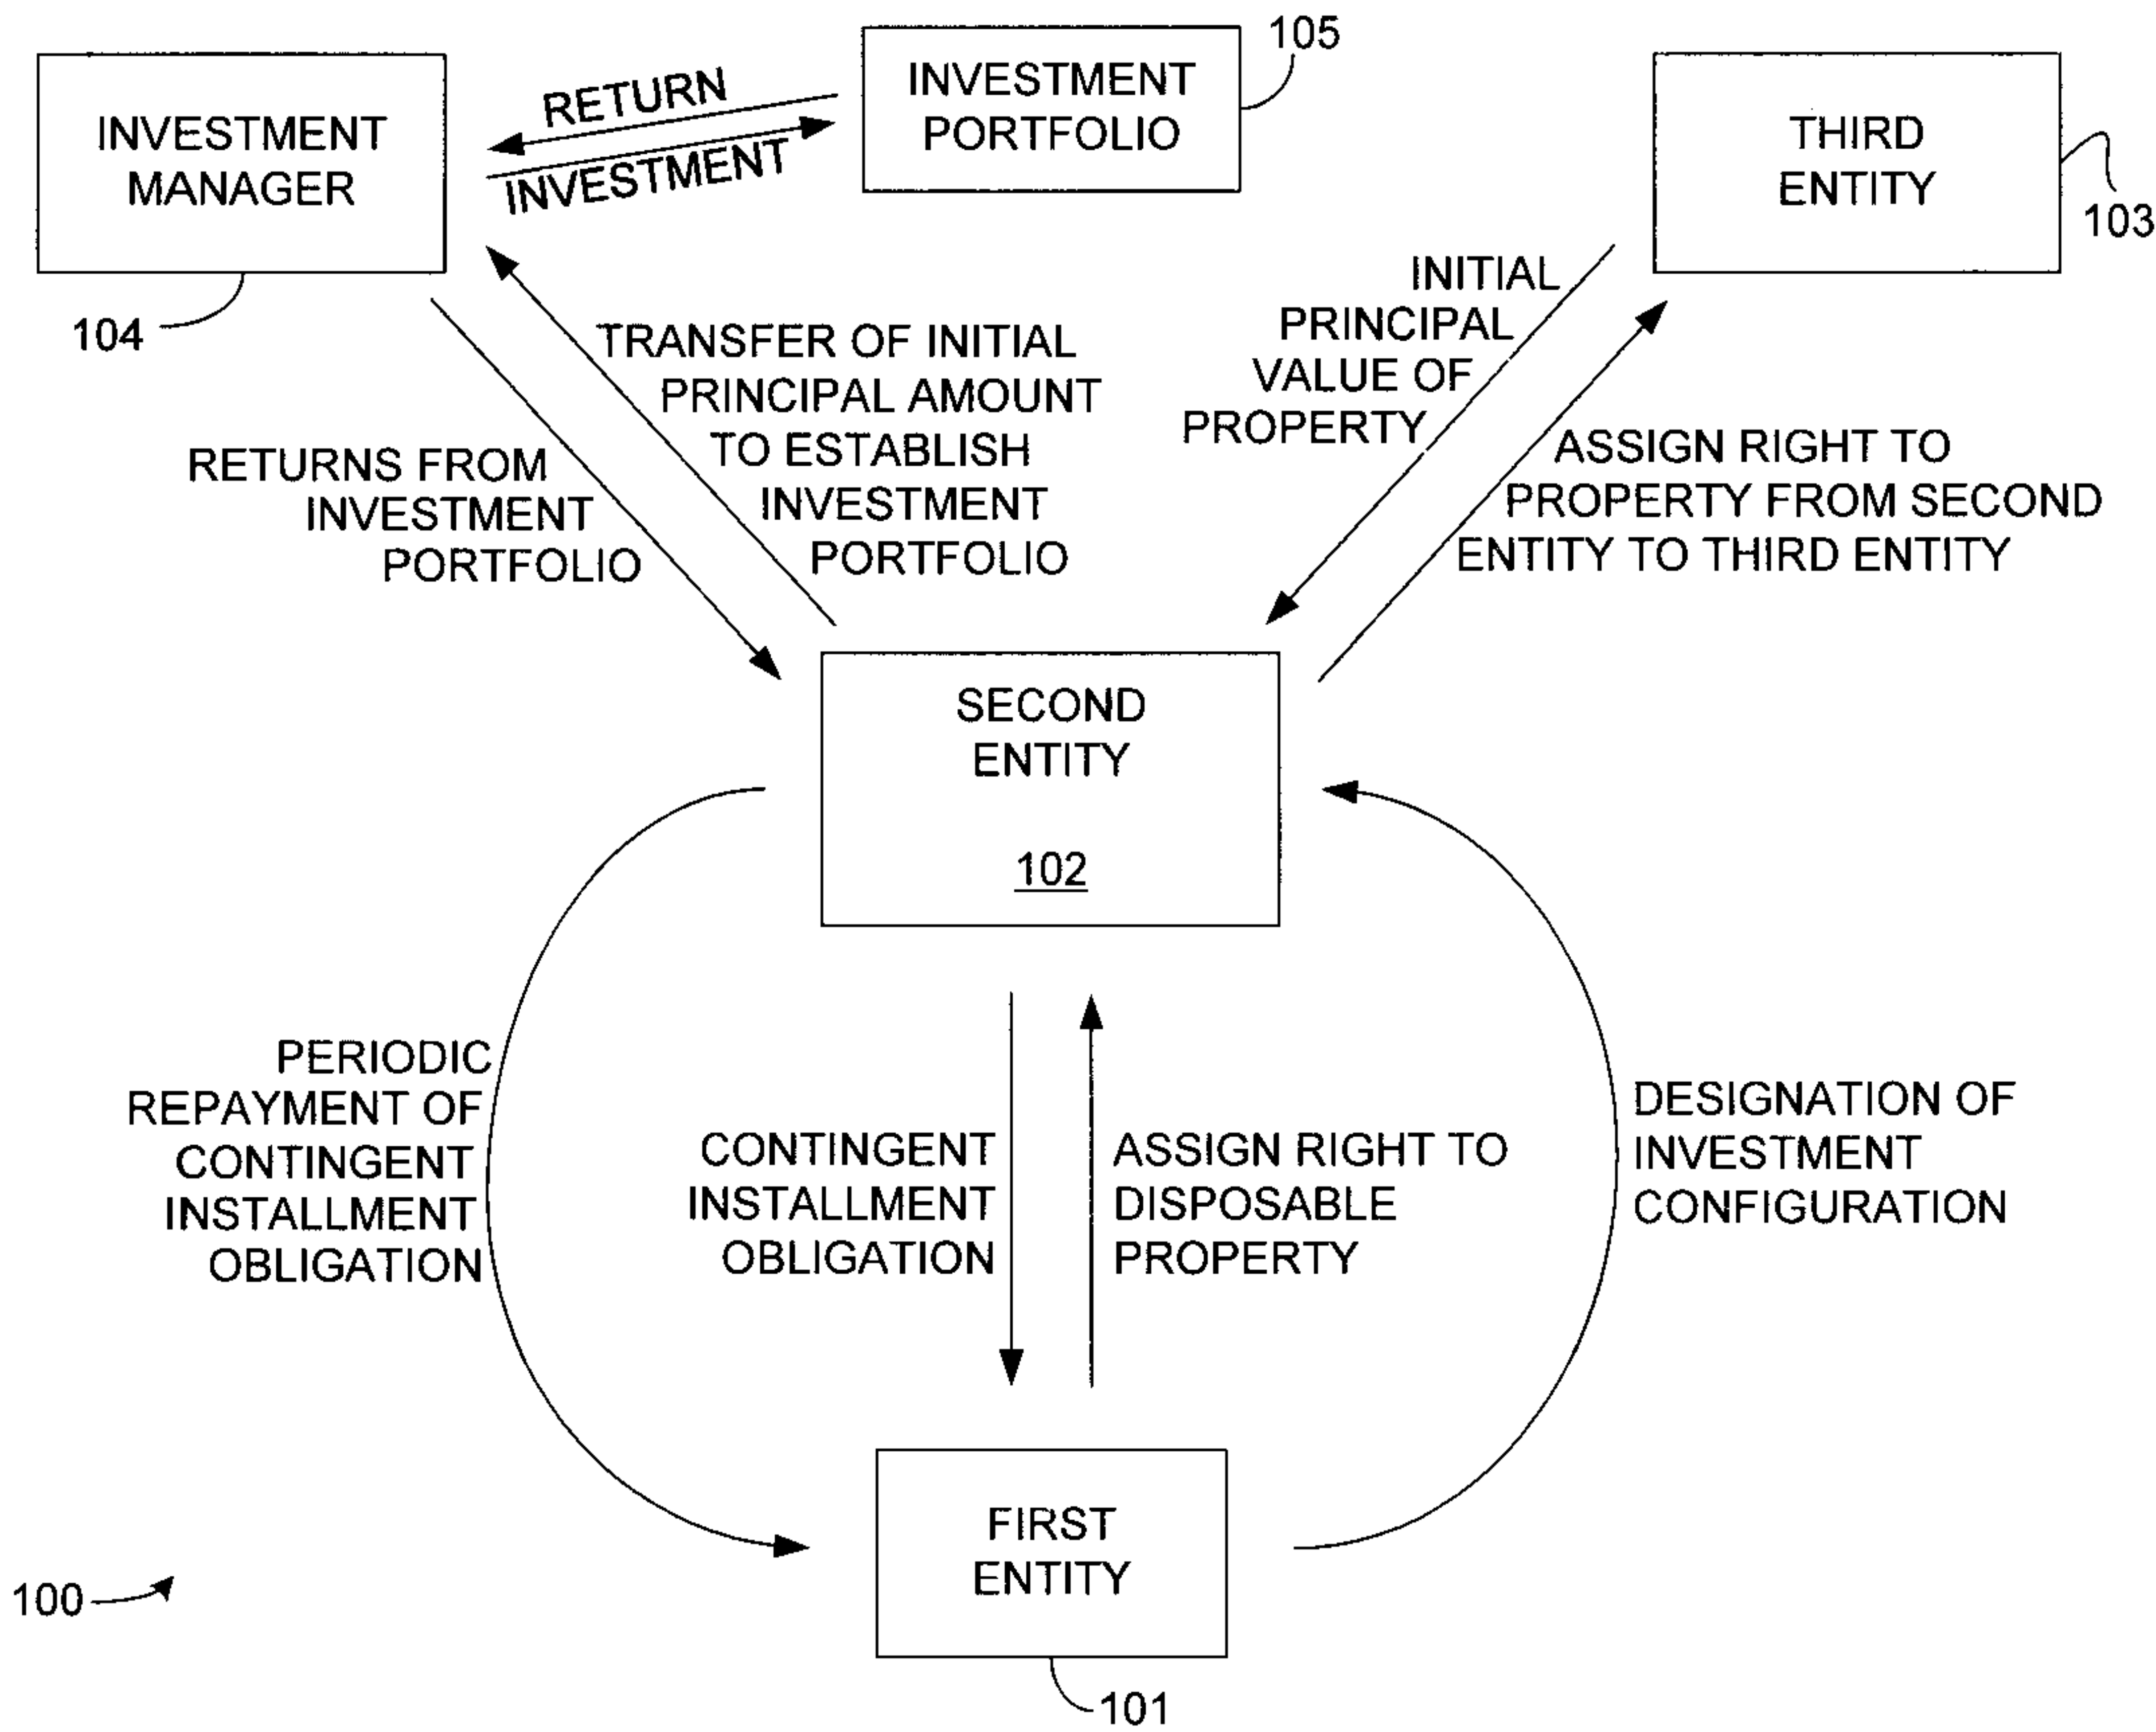 INVESTMENT
MANAGER
104
RETURN
INVESTMENT
INVESTMENT
PORTFOLIO
105
THIRD
ENTITY
103
RETURNS FROM
INVESTMENT
PORTFOLIO
TRANSFER OF INITIAL
PRINCIPAL AMOUNT
TO ESTABLISH
INVESTMENT
PORTFOLIO
INITIAL
PRINCIPAL
VALUE OF
PROPERTY
ASSIGN RIGHT TO
PROPERTY FROM SECOND
ENTITY TO THIRD ENTITY
SECOND
ENTITY
102
PERIODIC
REPAYMENT OF
CONTINGENT
INSTALLMENT
OBLIGATION
CONTINGENT
INSTALLMENT
OBLIGATION
ASSIGN RIGHT TO
DISPOSABLE
PROPERTY
DESIGNATION OF
INVESTMENT
CONFIGURATION
FIRST
ENTITY
101
100